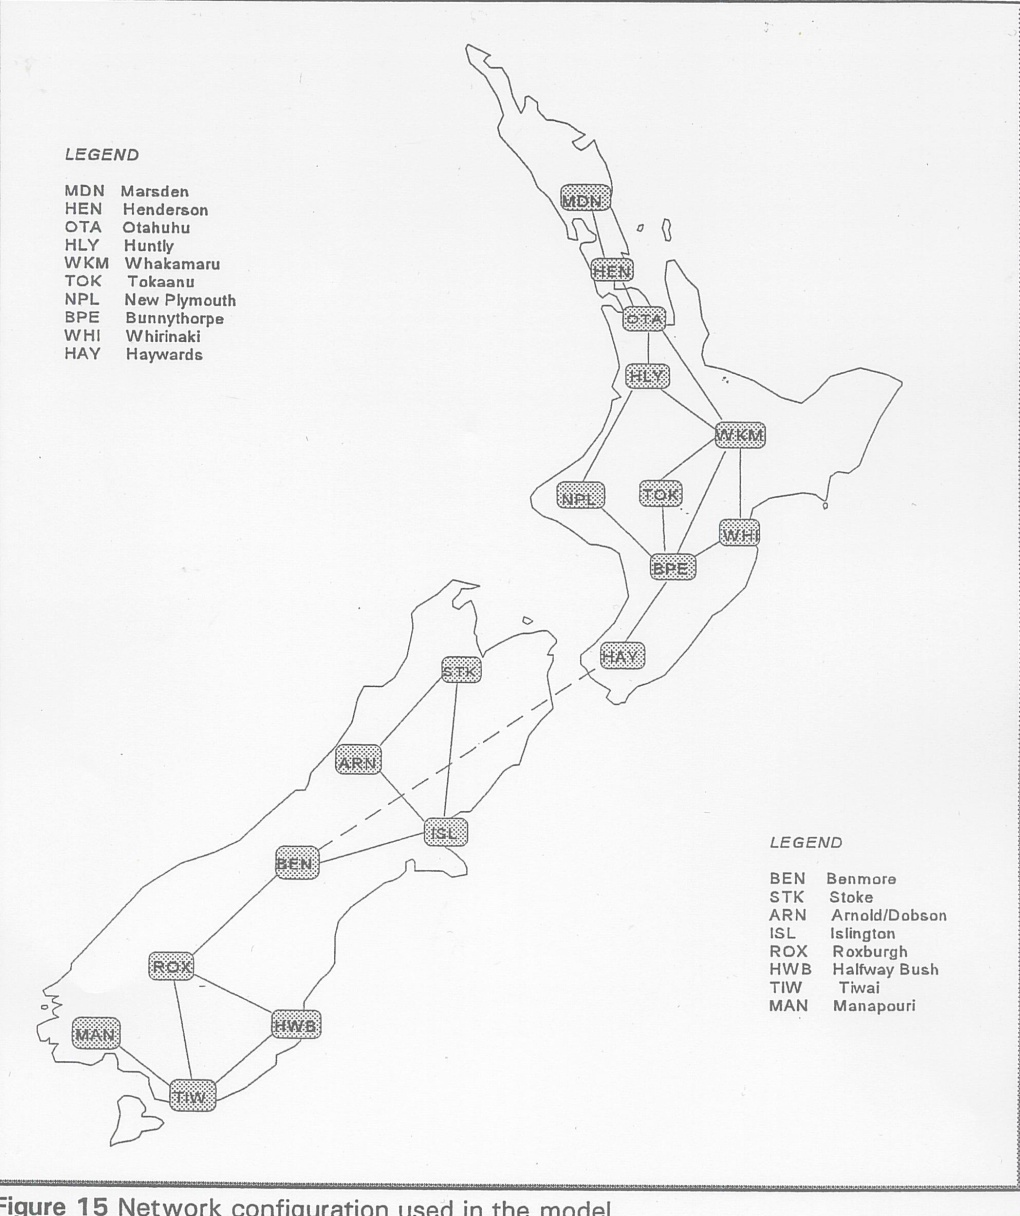 LEGEND
MDN Marsden
HEN Henderson
OTA Otahuhu
HLY Huntly
WKM Whakamaru
TOK Tokaanu
NPL New Plymouth
BPE Bunnythorpe
WHI Whirinaki
HAY Haywards
MDN
HEN
OTA
HLY
WKM
NPL
TOK
WHI
BPE
HAY
STK
ARN
ISL
BEN
ROX
HWB
MAN
TIW
LEGEND
BEN Benmore
STK Stoke
ARN Arnold/Dobson
ISL Islington
ROX Roxburgh
HWB Halfway Bush
TIW Tiwai
MAN Manapouri
Figure 15 Network configuration used in the model